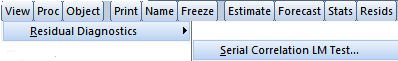 View Proc Object Print Name Freeze Estimate Forecast Stats Resids
Residual Diagnostics
Serial Correlation LM Test...